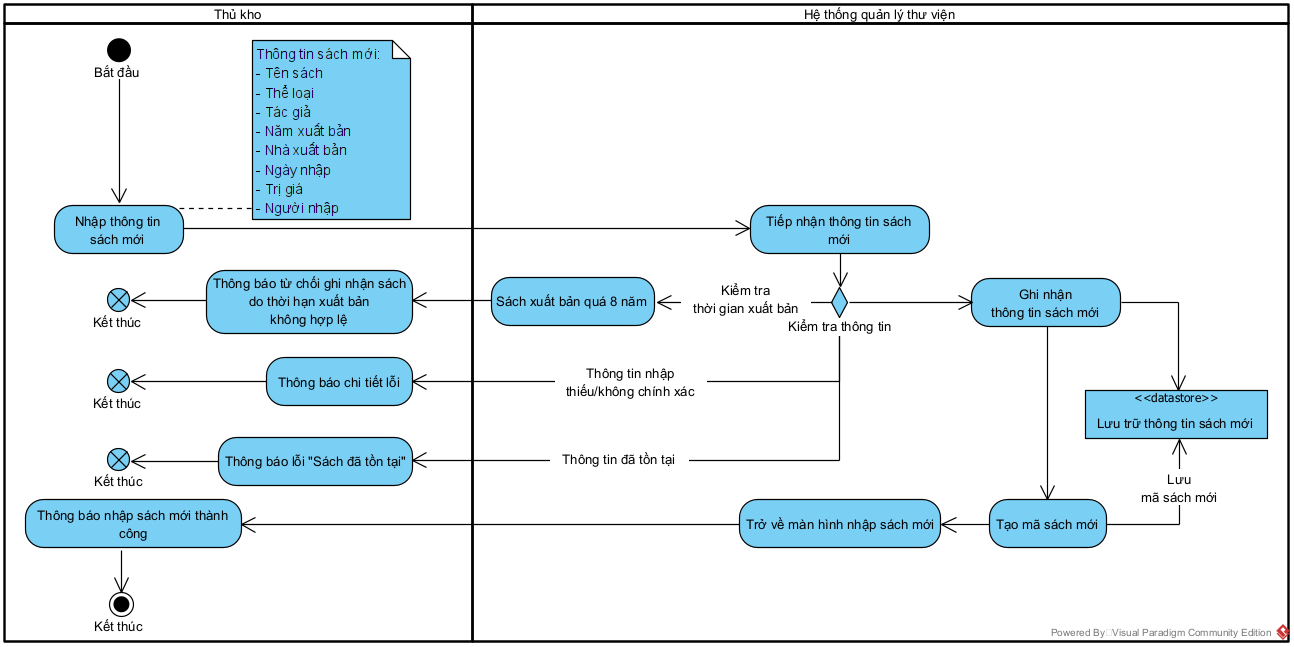 Thủ kho
Hệ thống quản lý thư viện
Bắt đầu
Thông tin sách mới:
- Tên sách
- Thể loại
- Tác giả
- Năm xuất bản
- Nhà xuất bản
- Ngày nhập
- Trị giá
- Người nhập
Nhập thông tin
sách mới
Tiếp nhận thông tin sách
mới
Kết thúc
Thông báo từ chối ghi nhận sách
do thời hạn xuất bản
không hợp lệ
Sách xuất bản quá 8 năm
Kiểm tra
thời gian xuất bản
Kiểm tra thông tin
Ghi nhận
thông tin sách mới
Kết thúc
Thông báo chi tiết lỗi
Thông tin nhập
thiếu/không chính xác
<<datastore>>
Lưu trữ thông tin sách mới
Kết thúc
Thông báo lỗi "Sách đã tồn tại"
Thông tin đã tồn tại
Lưu
mã sách mới
Thông báo nhập sách mới thành
công
Trở về màn hình nhập sách mới
Tạo mã sách mới
Kết thúc
Powered By Visual Paradigm Community Edition